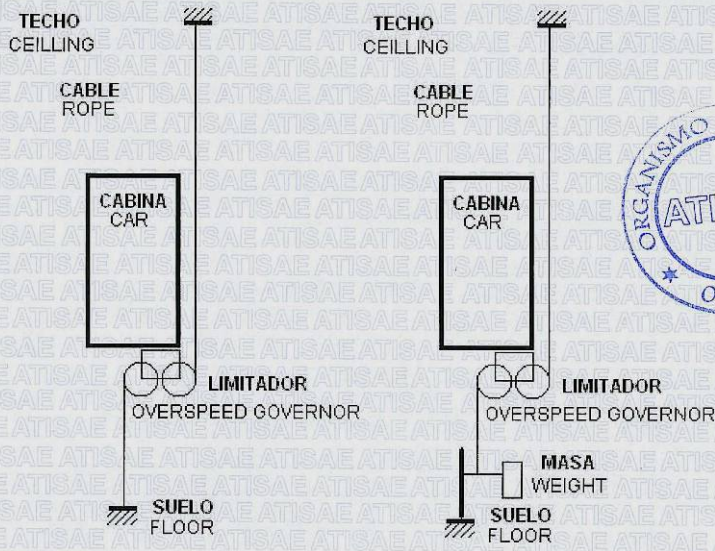 TECHO
CEILLING
CABLE
ROPE
CABINA
CAR
LIMITADOR
OVERSPEED GOVERNOR
SUELO
FLOOR
TECHO
CEILLING
CABLE
ROPE
CABINA
CAR
LIMITADOR
OVERSPEED GOVERNOR
MASA
WEIGHT
SUELO
FLOOR
ORGANISMO